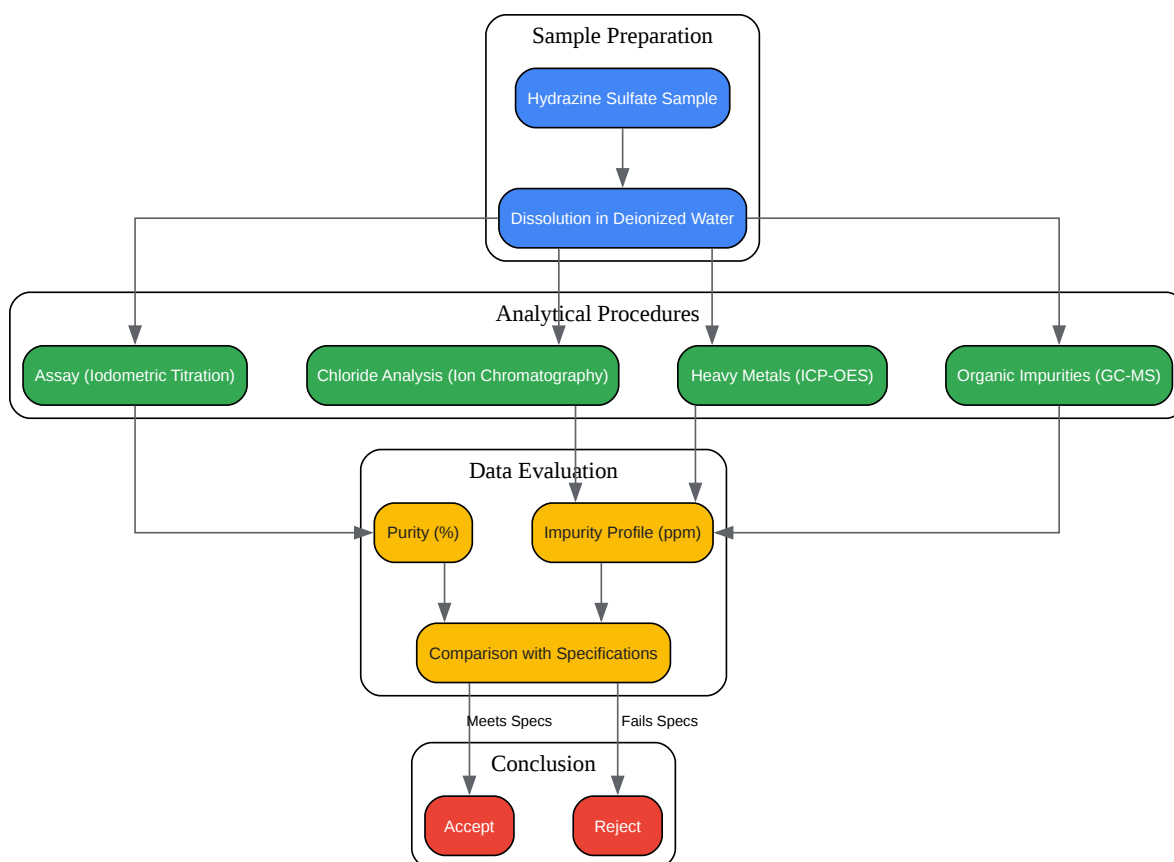 Sample Preparation
Hydrazine Sulfate Sample
Dissolution in Deionized Water
Analytical Procedures
Assay (Iodometric Titration)
Chloride Analysis (Ion Chromatography)
Heavy Metals (ICP-OES)
Organic Impurities (GC-MS)
Data Evaluation
Purity (%)
Impurity Profile (ppm)
Comparison with Specifications
Meets Specs
Fails Specs
Conclusion
Accept
Reject